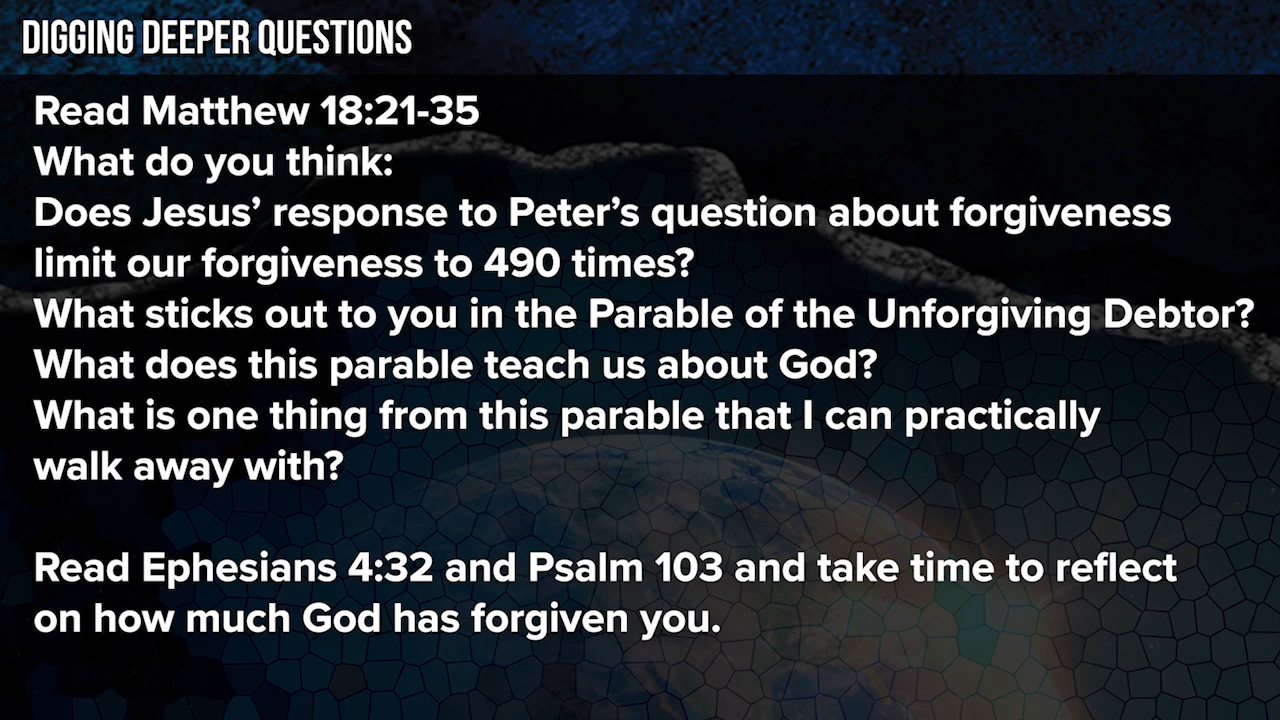 DIGGING DEEPER QUESTIONS
Read Matthew 18:21-35
What do you think:
Does Jesus’ response to Peter’s question about forgiveness
limit our forgiveness to 490 times?
What sticks out to you in the Parable of the Unforgiving Debtor?
What does this parable teach us about God?
What is one thing from this parable that I can practically
walk away with?
Read Ephesians 4:32 and Psalm 103 and take time to reflect
on how much God has forgiven you.